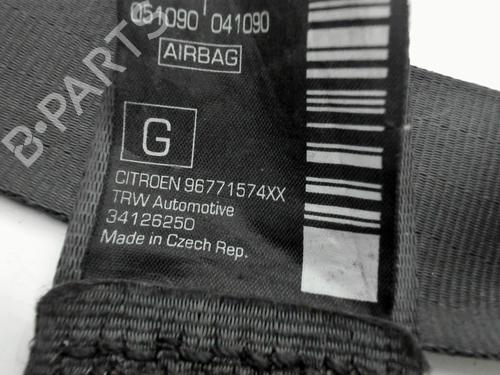 051090 041090
AIRBAG
G
CITROEN 96771574XX
TRW Automotive
34126250
Made in Czech Rep.
B-PARTS